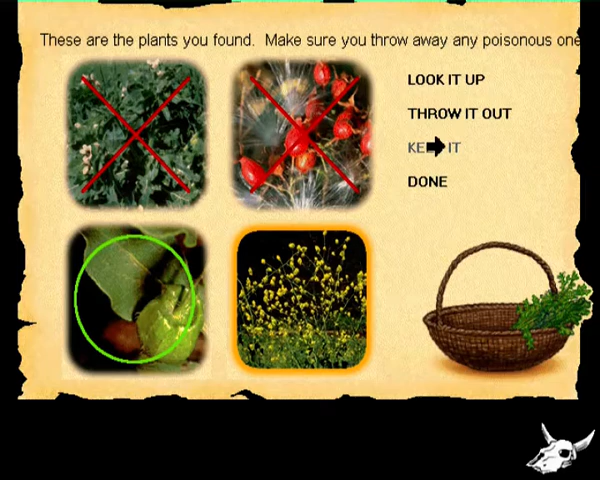 These are the plants you found.  Make sure you throw away any poisonous one
LOOK IT UP
THROW IT OUT
KE IT
DONE